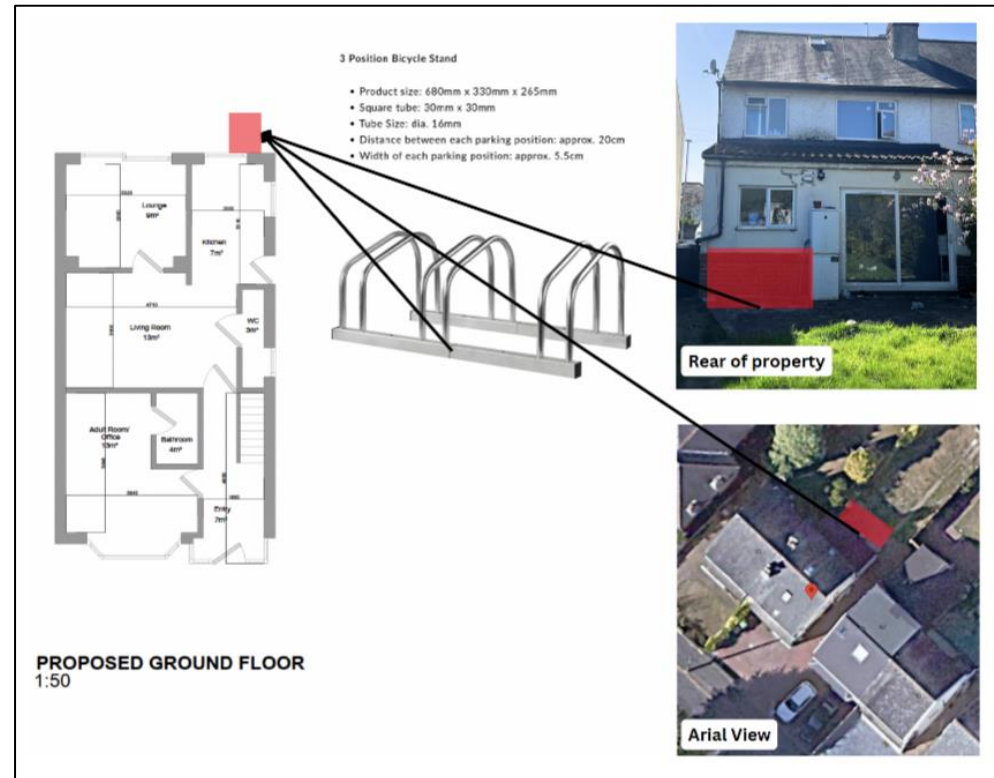 3 Position Bicycle Stand
• Product size: 680mm x 330mm x 265mm
• Square tube: 30mm x 30mm
• Tube Size: dia. 16mm
• Distance between each parking position: approx. 20cm
• Width of each parking position: approx. 5.5cm
Lounge
9m²
Kitchen
7m²
4710
Living Room
13m²
WC
3m²
Adult Room/
Office
13m²
Bathroom
4m²
Entry
7m²
PROPOSED GROUND FLOOR
1:50
Rear of property
Arial View